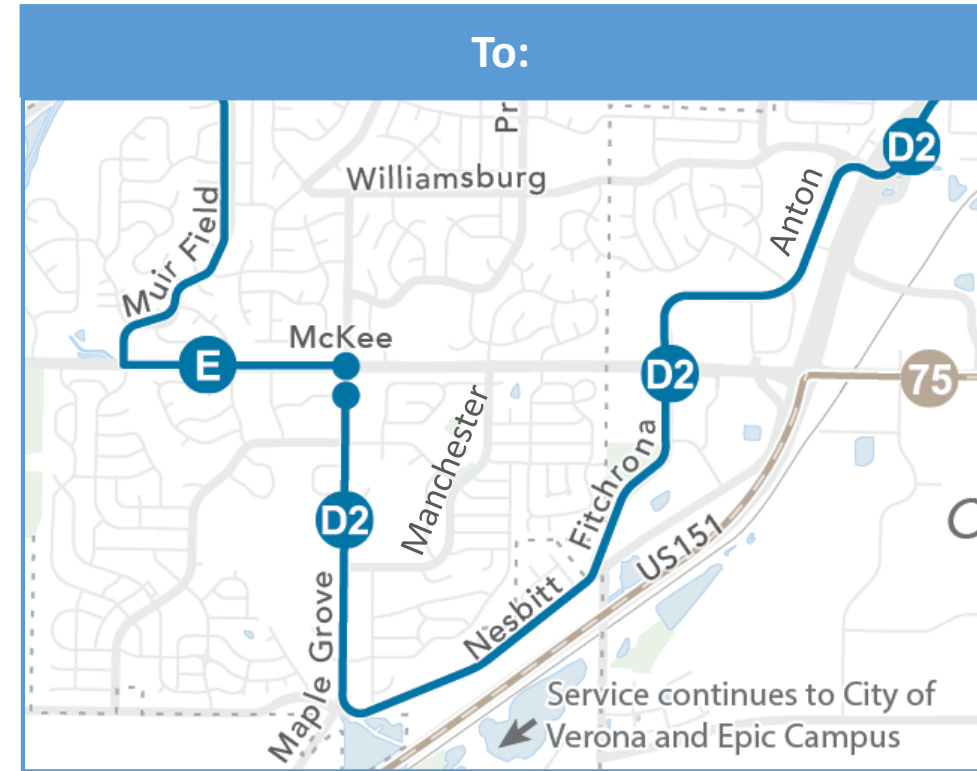 To:
Pr
D2
Williamsburg
Anton
Muir Field
McKee
E
D2
75
Manchester
Fitchrona
D2
US151
Nesbitt
Maple Grove
Service continues to City of
Verona and Epic Campus